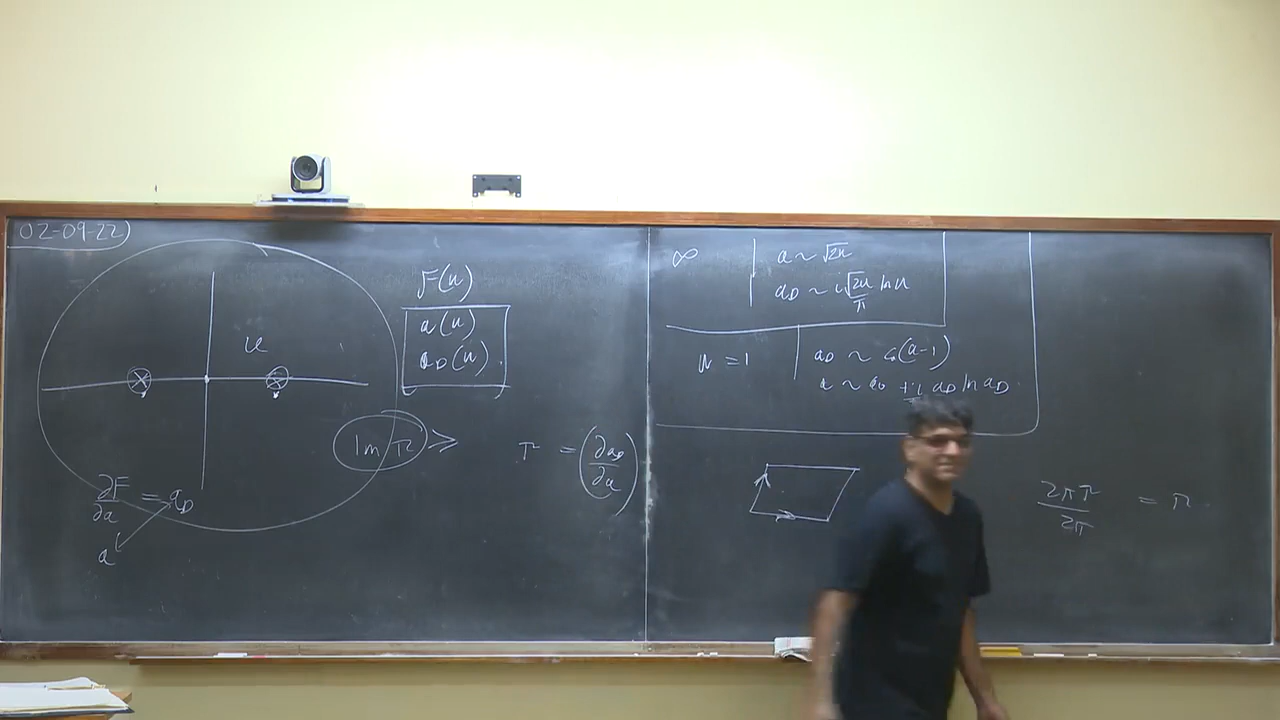 02-09-22
F(u)
a(u)
a_D(u)
u
Im τ >
τ = (∂a_D/∂a)
∂F/∂a = a_D
a
∞
a ~ √2u
a_D ~ i√2u/π ln u
u = 1
a_D ~ c_0(u-1)
a ~ a_0 + i/π a_D ln a_D
2πτ/2π = τ